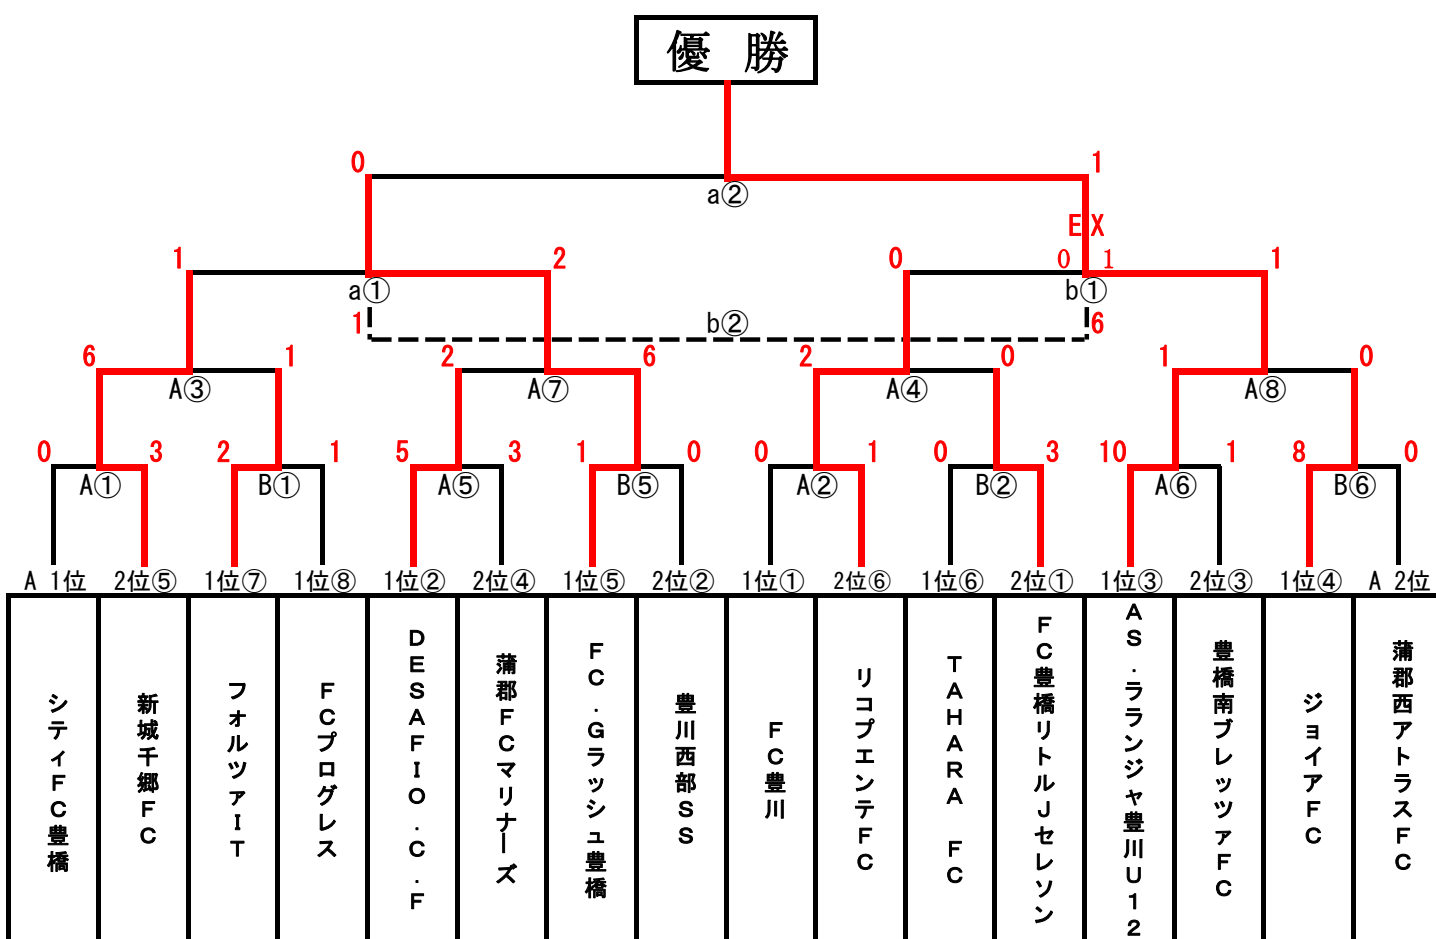 優 勝
0 1
a②
EX
1 2 0 0 1 1
a① b①
1 b② 6
6 1 2 6 2 0 1 0
A③ A⑦ A④ A⑧
0 3 2 1 5 3 1 0 0 1 0 3 10 1 8 0
A① B① A⑤ B⑤ A② B② A⑥ B⑥
A 1位 2位⑤ 1位⑦ 1位⑧ 1位② 2位④ 1位⑤ 2位② 1位① 2位⑥ 1位⑥ 2位① 1位③ 2位③ 1位④ A 2位
シティFC豊橋
新城千郷FC
フォルツァIT
FCプログレス
DESAFIO.C.F
蒲郡FCマリナーズ
FC.Gラッシュ豊橋
豊川西部SS
FC豊川
リコプエンテFC
TAHARA FC
FC豊橋リトルJセレソン
AS.ラランジャ豊川U12
豊橋南ブレッツァFC
ジョイアFC
蒲郡西アトラスFC